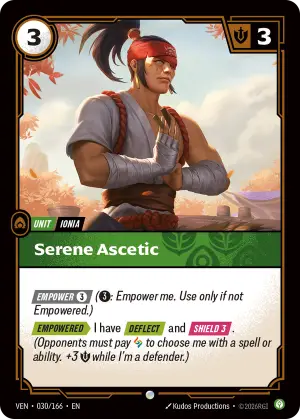 3
3
UNIT IONIA
Serene Ascetic
EMPOWER 3 (3: Empower me. Use only if not
Empowered.)
EMPOWERED I have DEFLECT and SHIELD 3.
(Opponents must pay to choose me with a spell or
ability. +3 while I'm a defender.)
VEN • 030/166 • EN
Kudos Productions
©2026RGI